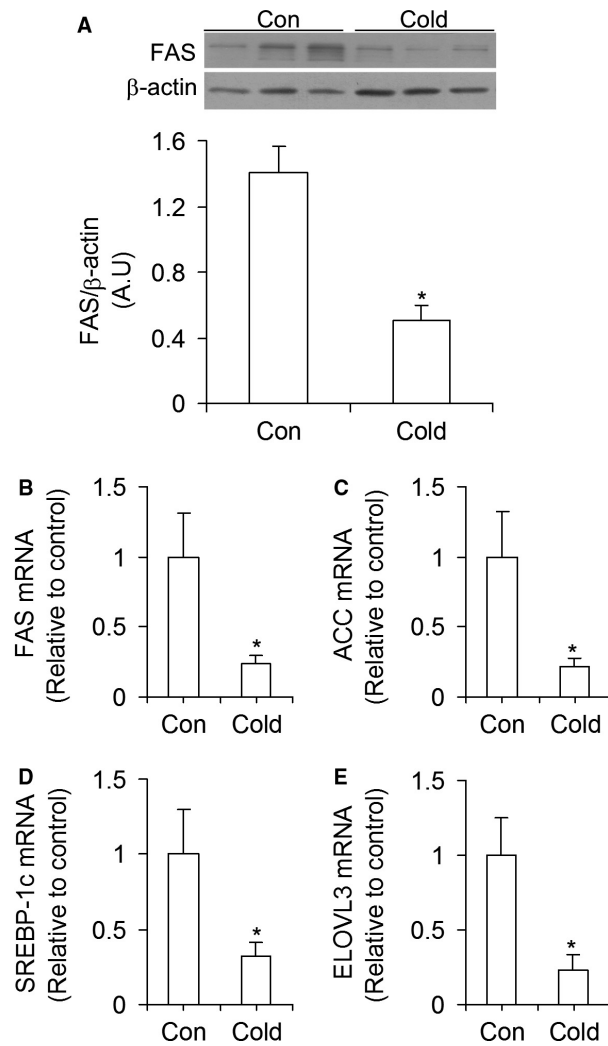 A
Con Cold
FAS
β-actin
FAS/β-actin
(A.U)
1.6
1.2
0.8
0.4
0
*
Con Cold
B
FAS mRNA
(Relative to control)
1.5
1
0.5
0
*
Con Cold
C
ACC mRNA
(Relative to control)
1.5
1
0.5
0
*
Con Cold
D
SREBP-1c mRNA
(Relative to control)
1.5
1
0.5
0
*
Con Cold
E
ELOVL3 mRNA
(Relative to control)
1.5
1
0.5
0
*
Con Cold